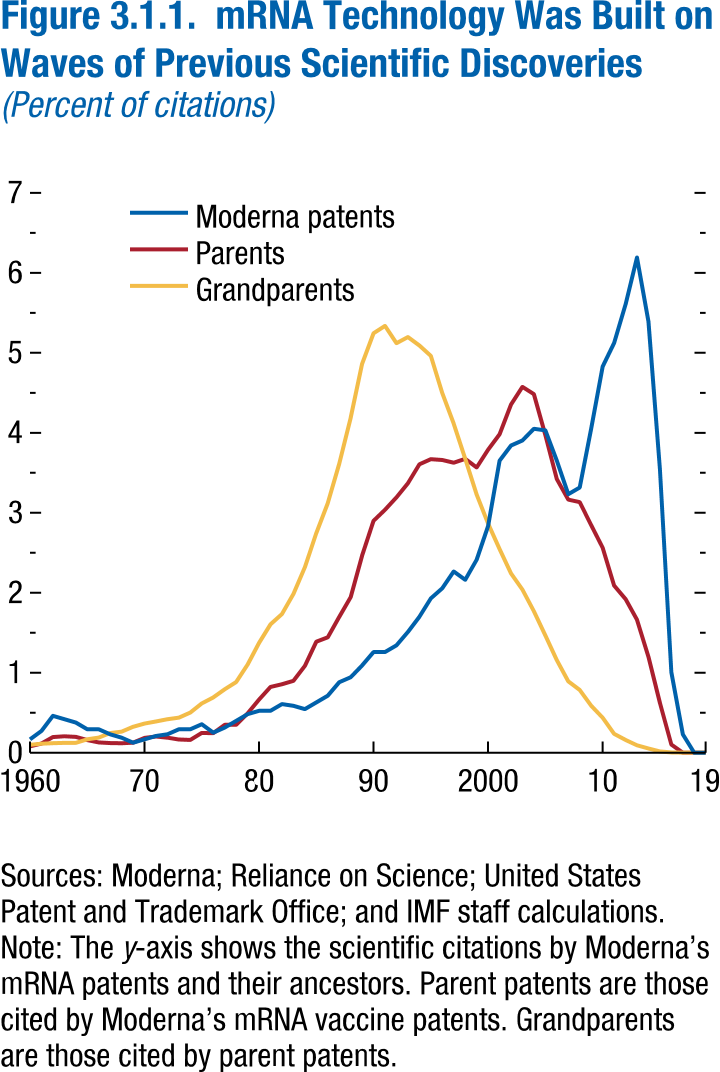 Figure 3.1.1. mRNA Technology Was Built on
Waves of Previous Scientific Discoveries
(Percent of citations)
Moderna patents
Parents
Grandparents
7
6
5
4
3
2
1
0
1960 70 80 90 2000 10 19
Sources: Moderna; Reliance on Science; United States
Patent and Trademark Office; and IMF staff calculations.
Note: The y-axis shows the scientific citations by Moderna’s
mRNA patents and their ancestors. Parent patents are those
cited by Moderna’s mRNA vaccine patents. Grandparents
are those cited by parent patents.